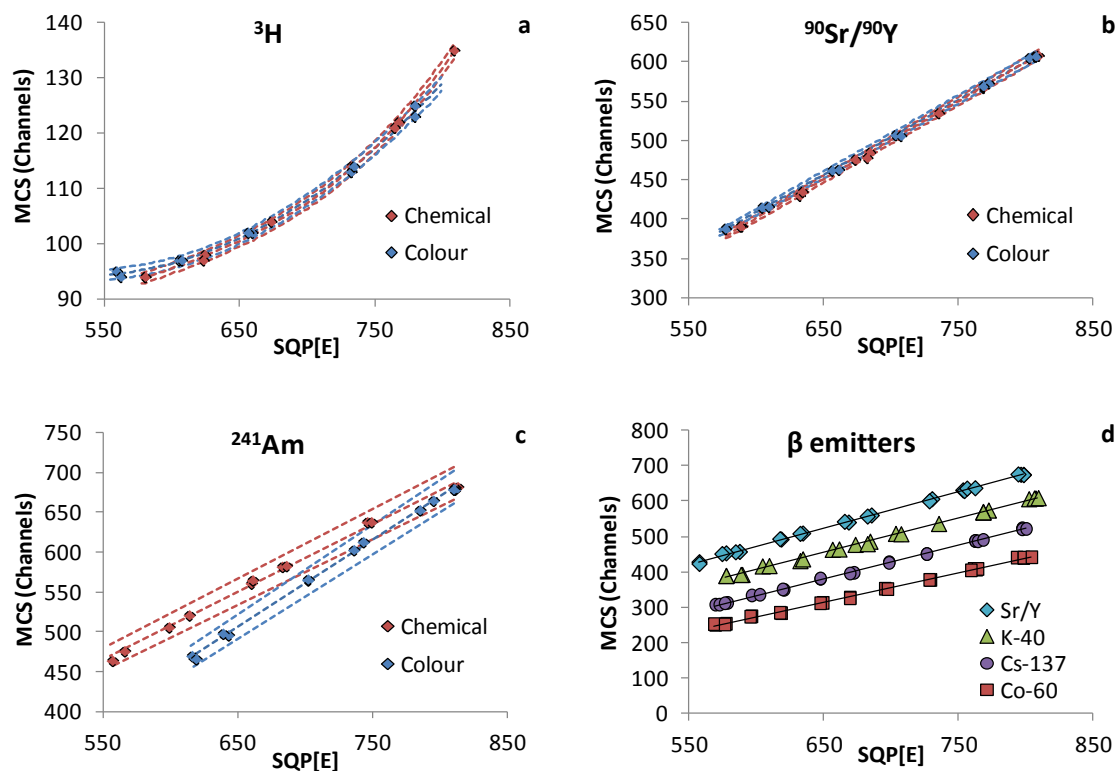 ³H
a
MCS (Channels)
140
130
120
110
100
90
550
650
750
850
SQP[E]
Chemical
Colour
⁹⁰Sr/⁹⁰Y
b
MCS (Channels)
650
600
550
500
450
400
350
300
550
650
750
850
SQP[E]
Chemical
Colour
²⁴¹Am
c
MCS (Channels)
750
700
650
600
550
500
450
400
550
650
750
850
SQP[E]
Chemical
Colour
β emitters
d
MCS (Channels)
800
700
600
500
400
300
200
100
0
550
650
750
850
SQP[E]
Sr/Y
K-40
Cs-137
Co-60